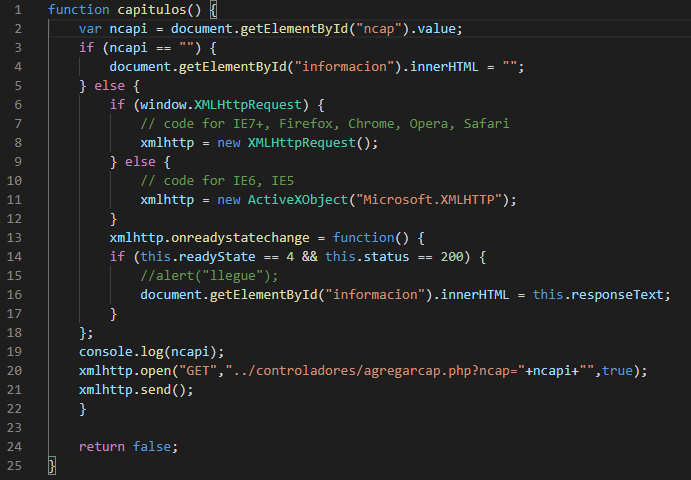 1 function capitulos() {
2 var ncapi = document.getElementById("ncap").value;
3 if (ncapi == "") {
4 document.getElementById("informacion").innerHTML = "";
5 } else {
6 if (window.XMLHttpRequest) {
7 // code for IE7+, Firefox, Chrome, Opera, Safari
8 xmlhttp = new XMLHttpRequest();
9 } else {
10 // code for IE6, IE5
11 xmlhttp = new ActiveXObject("Microsoft.XMLHTTP");
12 }
13 xmlhttp.onreadystatechange = function() {
14 if (this.readyState == 4 && this.status == 200) {
15 //alert("llegue");
16 document.getElementById("informacion").innerHTML = this.responseText;
17 }
18 };
19 console.log(ncapi);
20 xmlhttp.open("GET","../controladores/agregarcap.php?ncap="+ncapi+"",true);
21 xmlhttp.send();
22 }
23
24 return false;
25 }